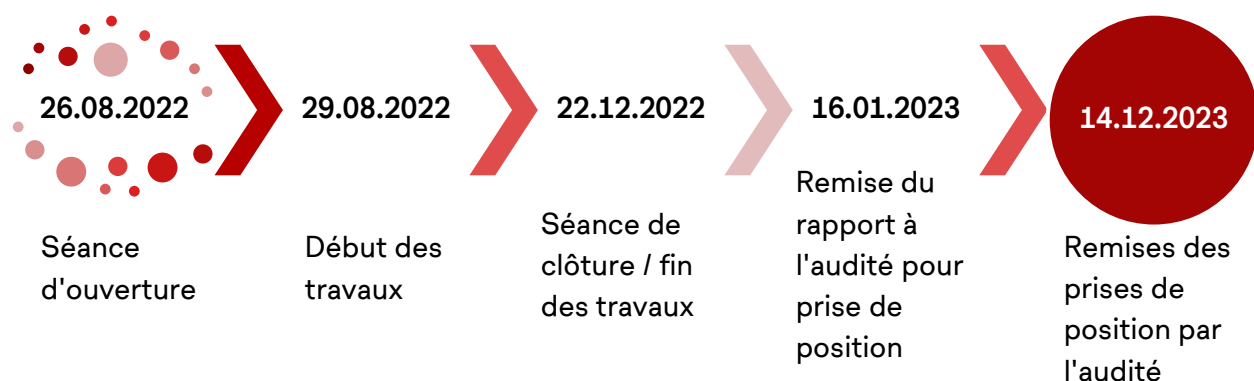 26.08.2022
29.08.2022
22.12.2022
16.01.2023
14.12.2023
Séance
d'ouverture
Début des
travaux
Séance de
clôture / fin
des travaux
Remise du
rapport à
l'audité pour
prise de
position
Remises des
prises de
position par
l'audité